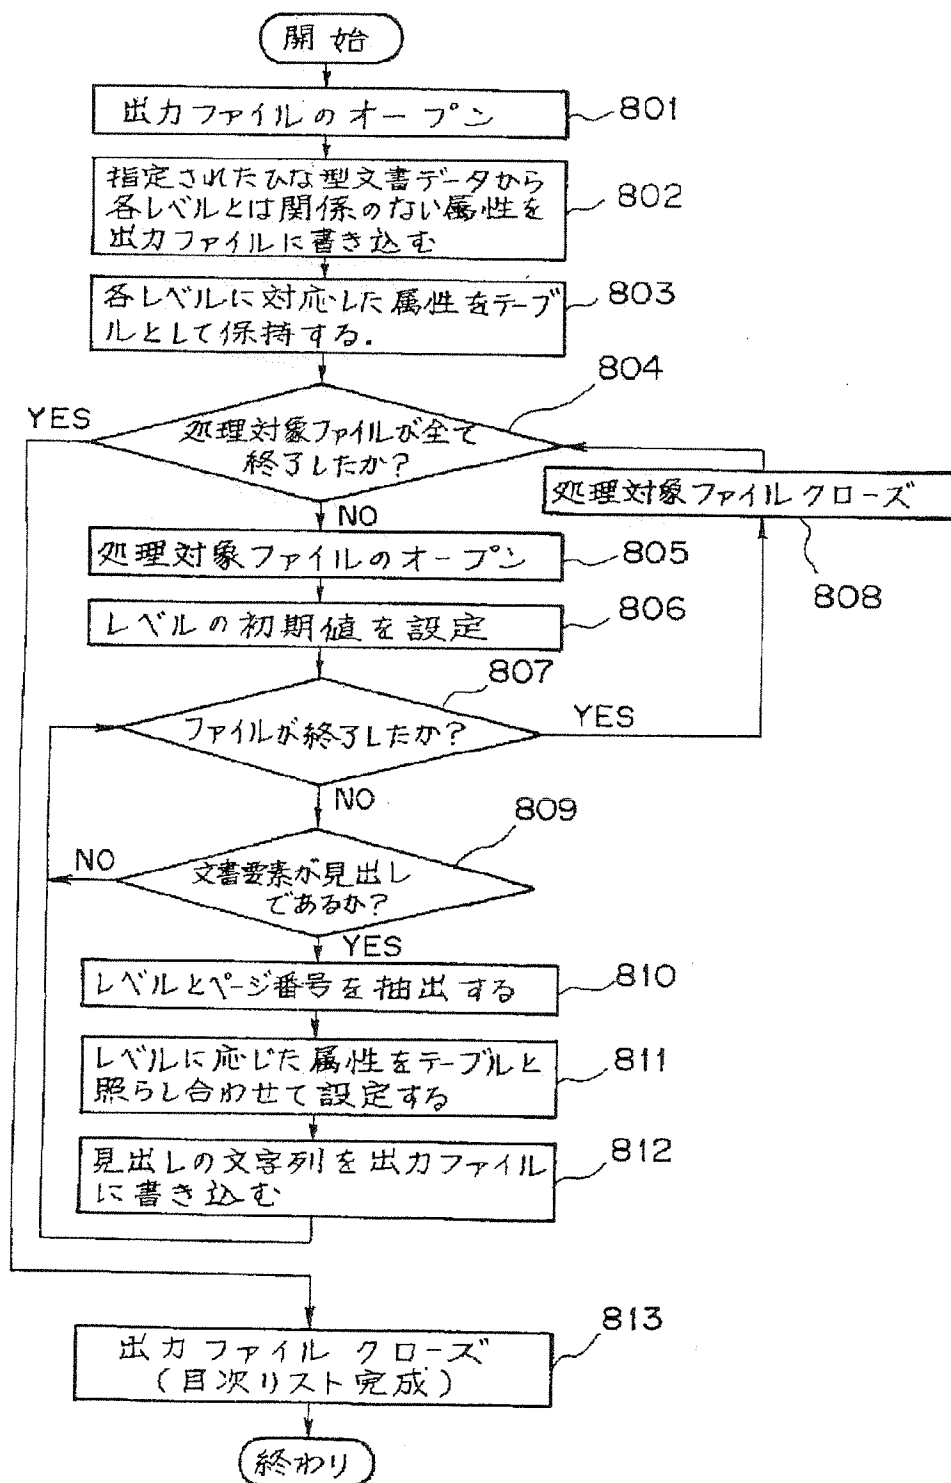 開始
出力ファイルのオープン
801
指定されたひな型文書データから
各レベルとは関係のない属性を
出力ファイルに書き込む
802
各レベルに対応した属性をテーブ
ルとして保持する.
803
804
YES
処理対象ファイルが全て
終了したか?
NO
処理対象ファイルクローズ
808
処理対象ファイルのオープン
805
レベルの初期値を設定
806
807
ファイルが終了したか?
YES
NO
809
NO
文書要素が見出し
であるか?
YES
レベルとページ番号を抽出する
810
レベルに応じた属性をテーブルと
照らし合わせて設定する
811
見出しの文字列を出力ファイル
に書き込む
812
出力ファイルクローズ
(目次リスト完成)
813
終わり